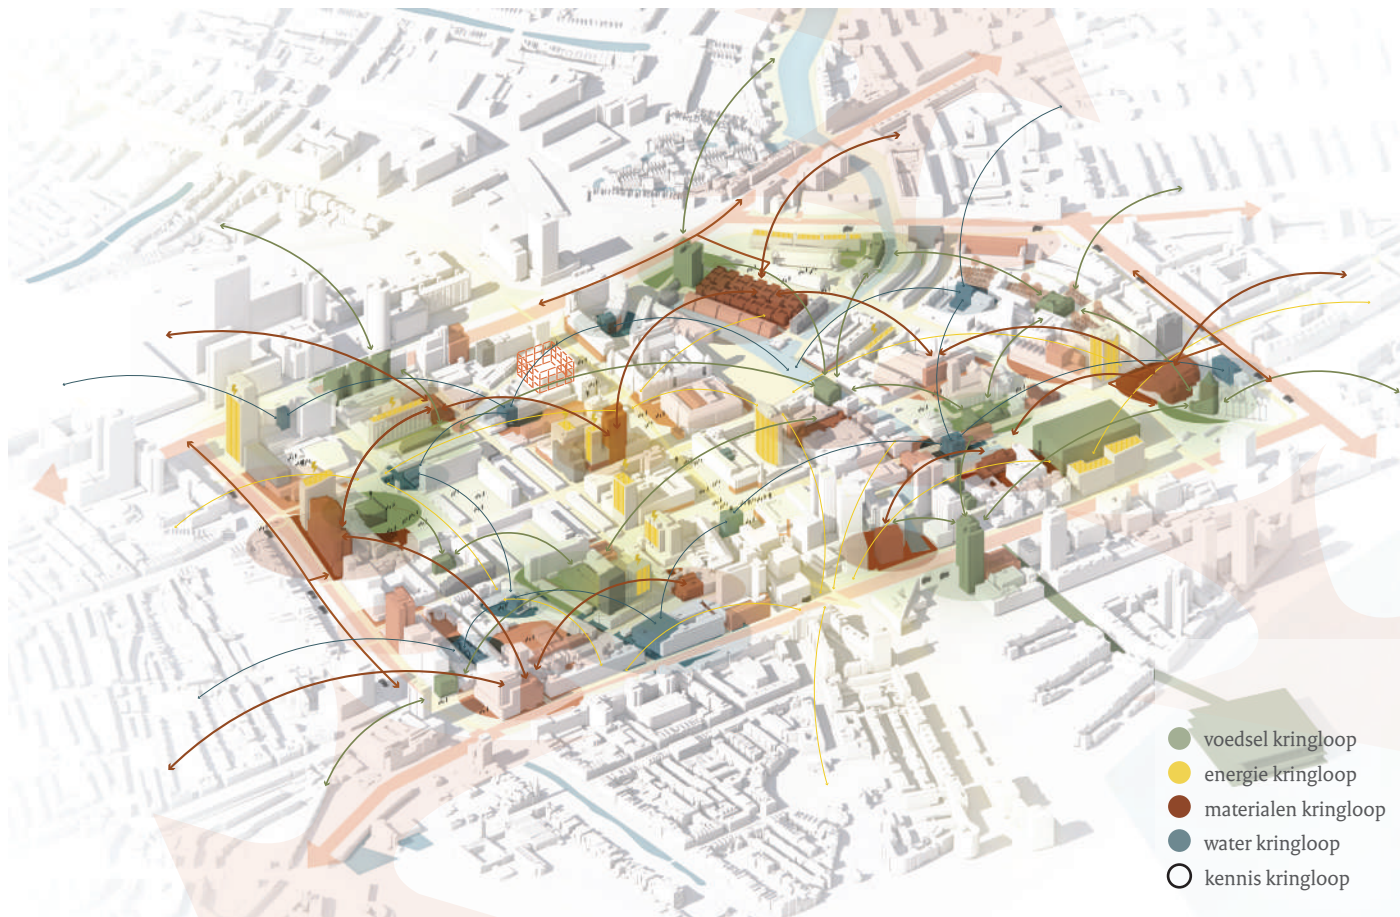 voedsel kringloop
energie kringloop
materialen kringloop
water kringloop
kennis kringloop